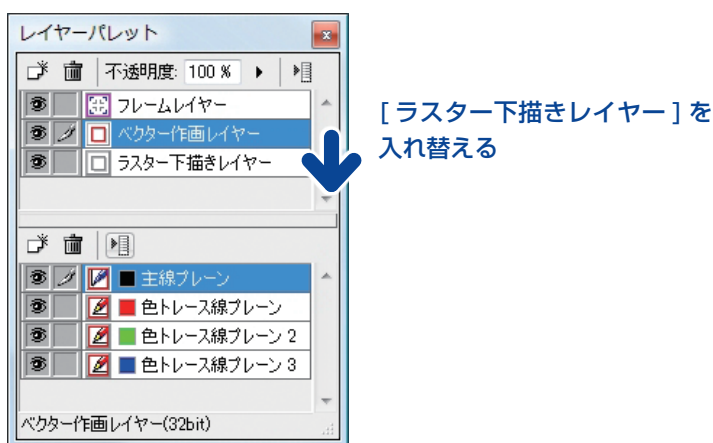 レイヤーパレット
不透明度: 100 %
フレームレイヤー
ベクター作画レイヤー
ラスター下描きレイヤー
[ ラスター下描きレイヤー ] を
入れ替える
主線プレーン
色トレース線プレーン
色トレース線プレーン 2
色トレース線プレーン 3
ベクター作画レイヤー(32bit)